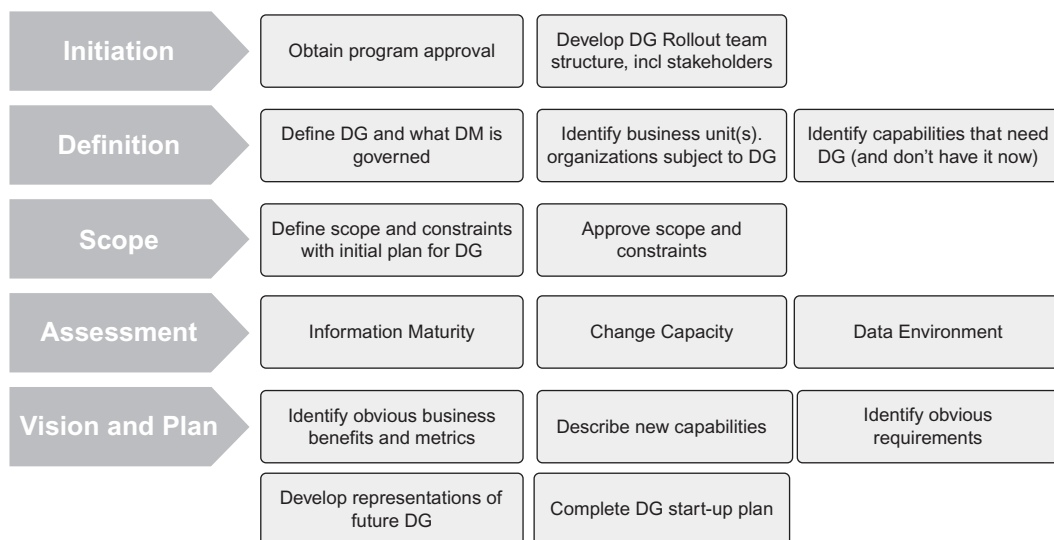 Initiation
Obtain program approval
Develop DG Rollout team
structure, incl stakeholders
Definition
Define DG and what DM is
governed
Identify business unit(s).
organizations subject to DG
Identify capabilities that need
DG (and don't have it now)
Scope
Define scope and constraints
with initial plan for DG
Approve scope and
constraints
Assessment
Information Maturity
Change Capacity
Data Environment
Vision and Plan
Identify obvious business
benefits and metrics
Describe new capabilities
Identify obvious
requirements
Develop representations of
future DG
Complete DG start-up plan